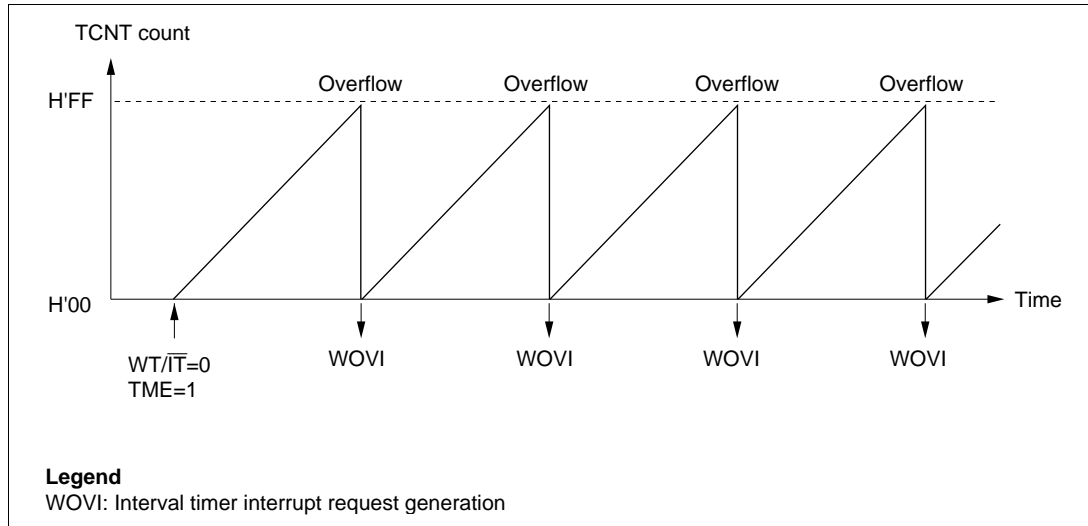 TCNT count
Overflow Overflow Overflow Overflow
H'FF
H'00
Time
WT/I̅T̅=0
TME=1
WOVI WOVI WOVI WOVI
Legend
WOVI: Interval timer interrupt request generation